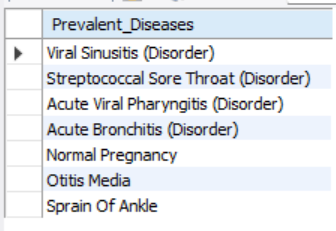 Prevalent_Diseases
Viral Sinusitis (Disorder)
Streptococcal Sore Throat (Disorder)
Acute Viral Pharyngitis (Disorder)
Acute Bronchitis (Disorder)
Normal Pregnancy
Otitis Media
Sprain Of Ankle